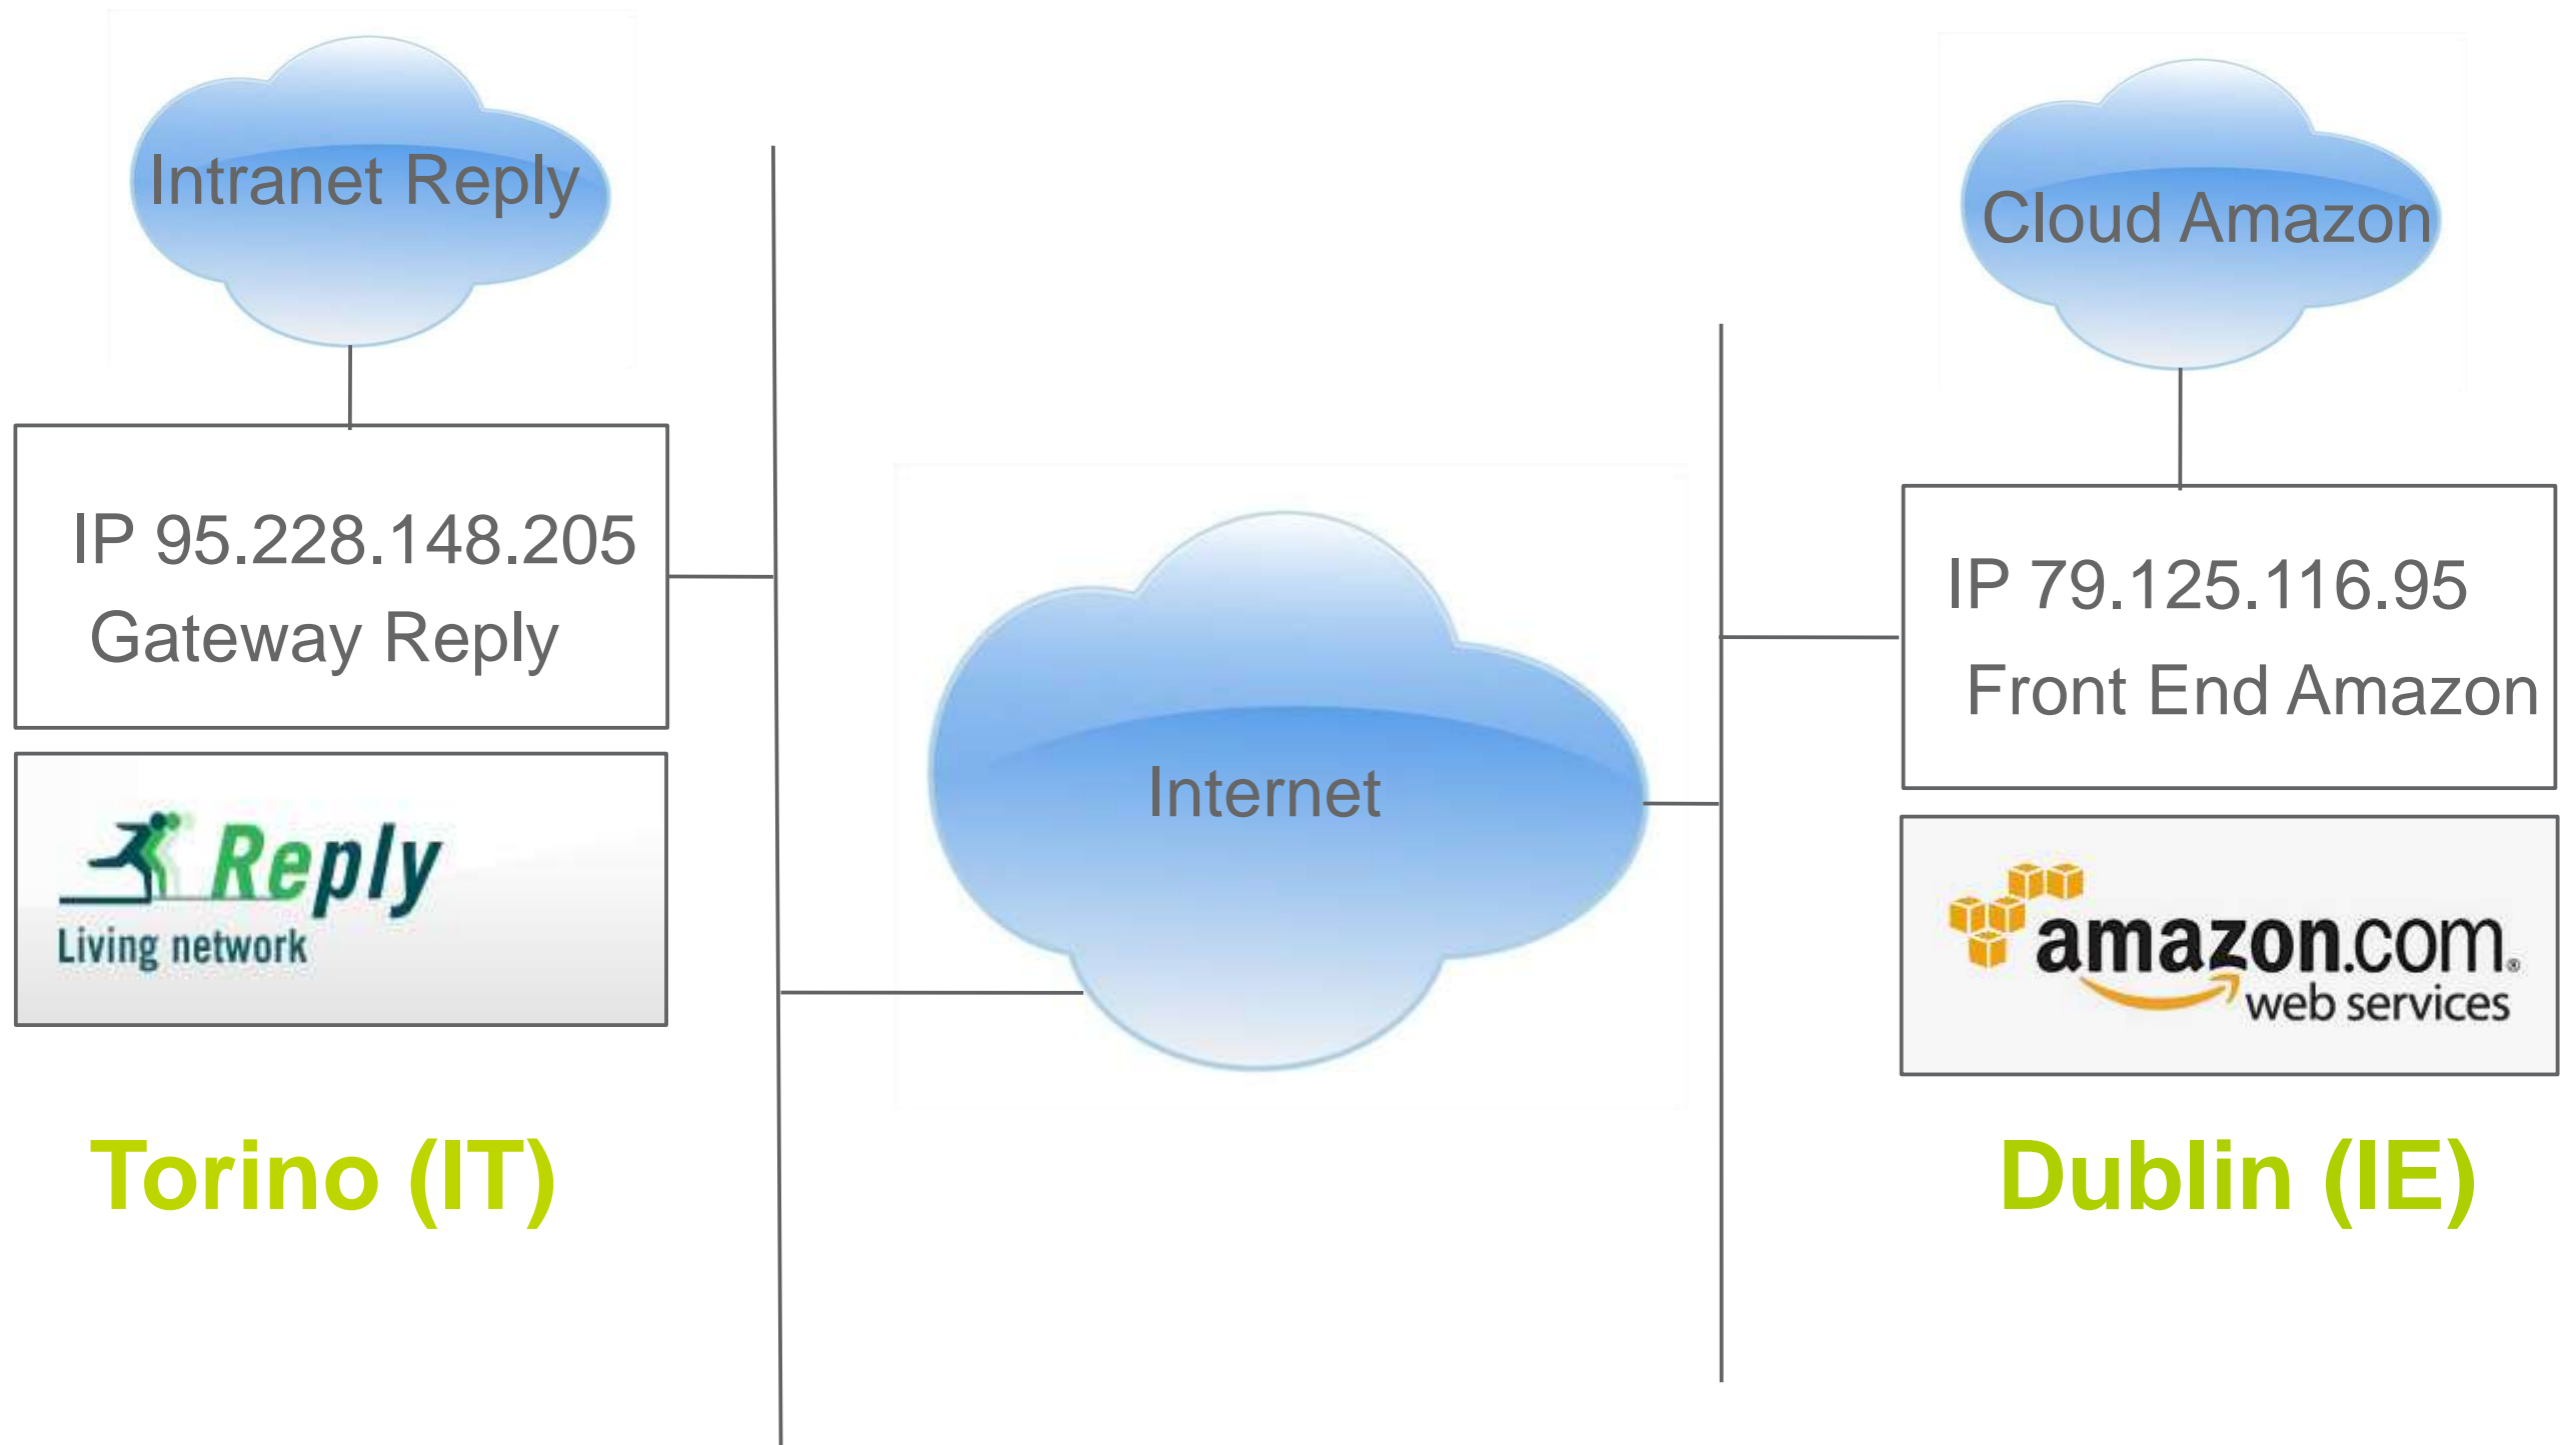 Intranet Reply
IP 95.228.148.205
Gateway Reply
Reply
Living network
Torino (IT)
Internet
Cloud Amazon
IP 79.125.116.95
Front End Amazon
amazon.com®
web services
Dublin (IE)